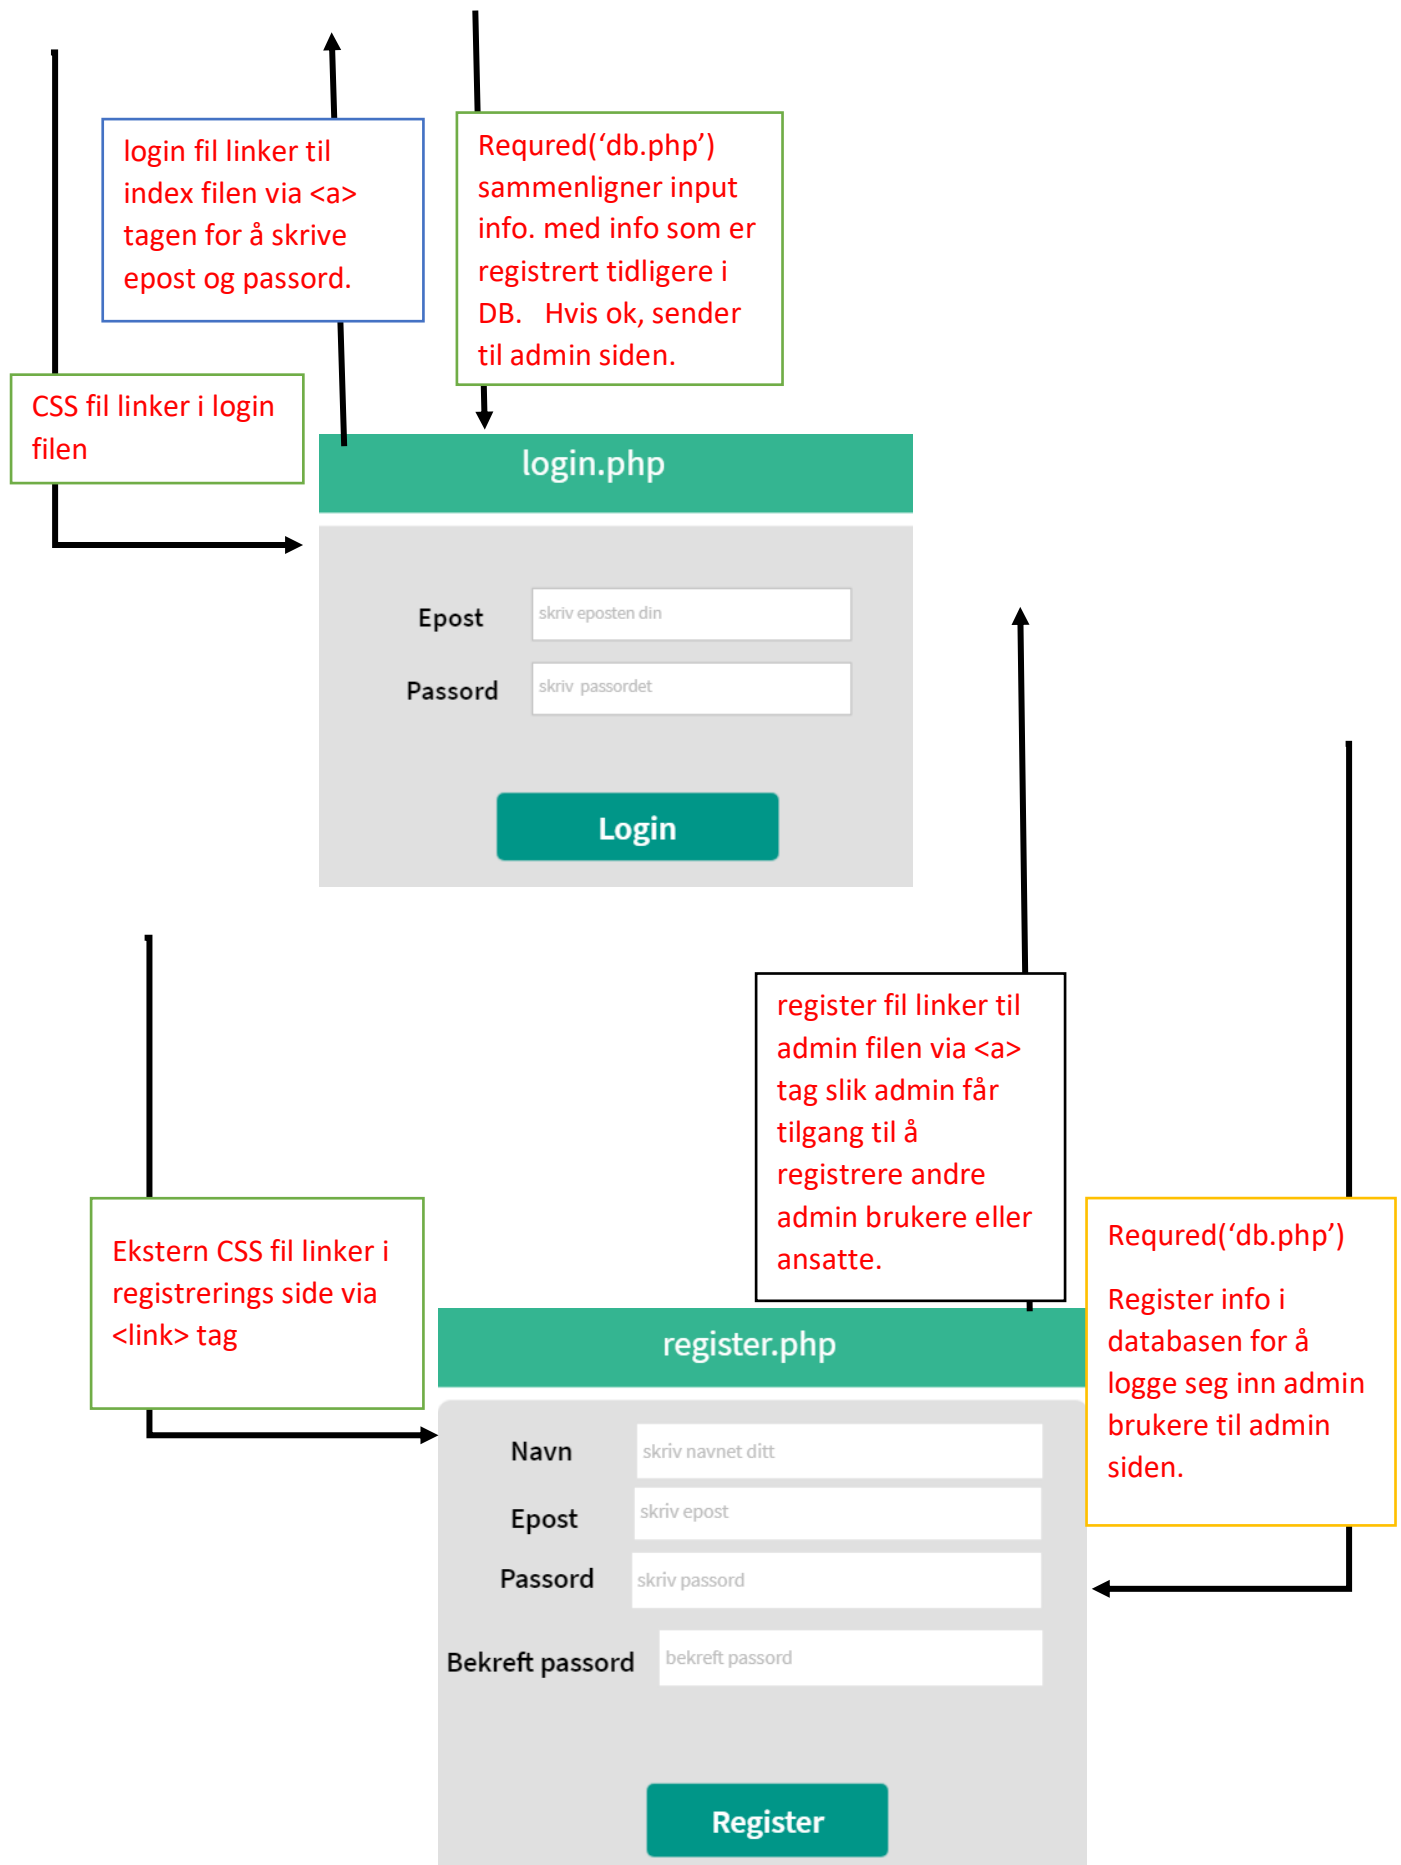 login fil linker til
index filen via <a>
tagen for å skrive
epost og passord.
Requred(‘db.php’)
sammenligner input
info. med info som er
registrert tidligere i
DB.   Hvis ok, sender
til admin siden.
CSS fil linker i login
filen
login.php
Epost
skriv eposten din
Passord
skriv  passordet
Login
register fil linker til
admin filen via <a>
tag slik admin får
tilgang til å
registrere andre
admin brukere eller
ansatte.
Ekstern CSS fil linker i
registrerings side via
<link> tag
Requred(‘db.php’)
Register info i
databasen for å
logge seg inn admin
brukere til admin
siden.
register.php
Navn
skriv navnet ditt
Epost
skriv epost
Passord
skriv passord
Bekreft passord
bekreft passord
Register